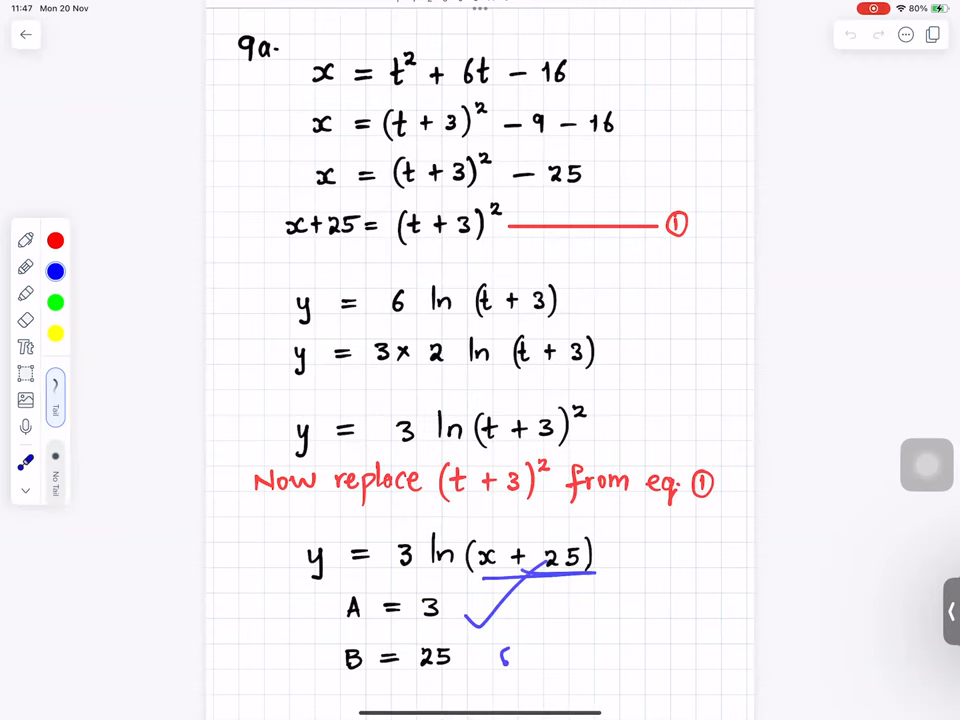 11:47 Mon 20 Nov
80%
9a.
x = t² + 6t - 16
x = (t + 3)² - 9 - 16
x = (t + 3)² - 25
x+25 = (t + 3)² ——— ①
y = 6 ln (t + 3)
y = 3 × 2 ln (t + 3)
y = 3 ln (t + 3)²
Now replace (t + 3)² from eq. ①
y = 3 ln (x + 25)
A = 3
B = 25
Tt
Tail
No Tail